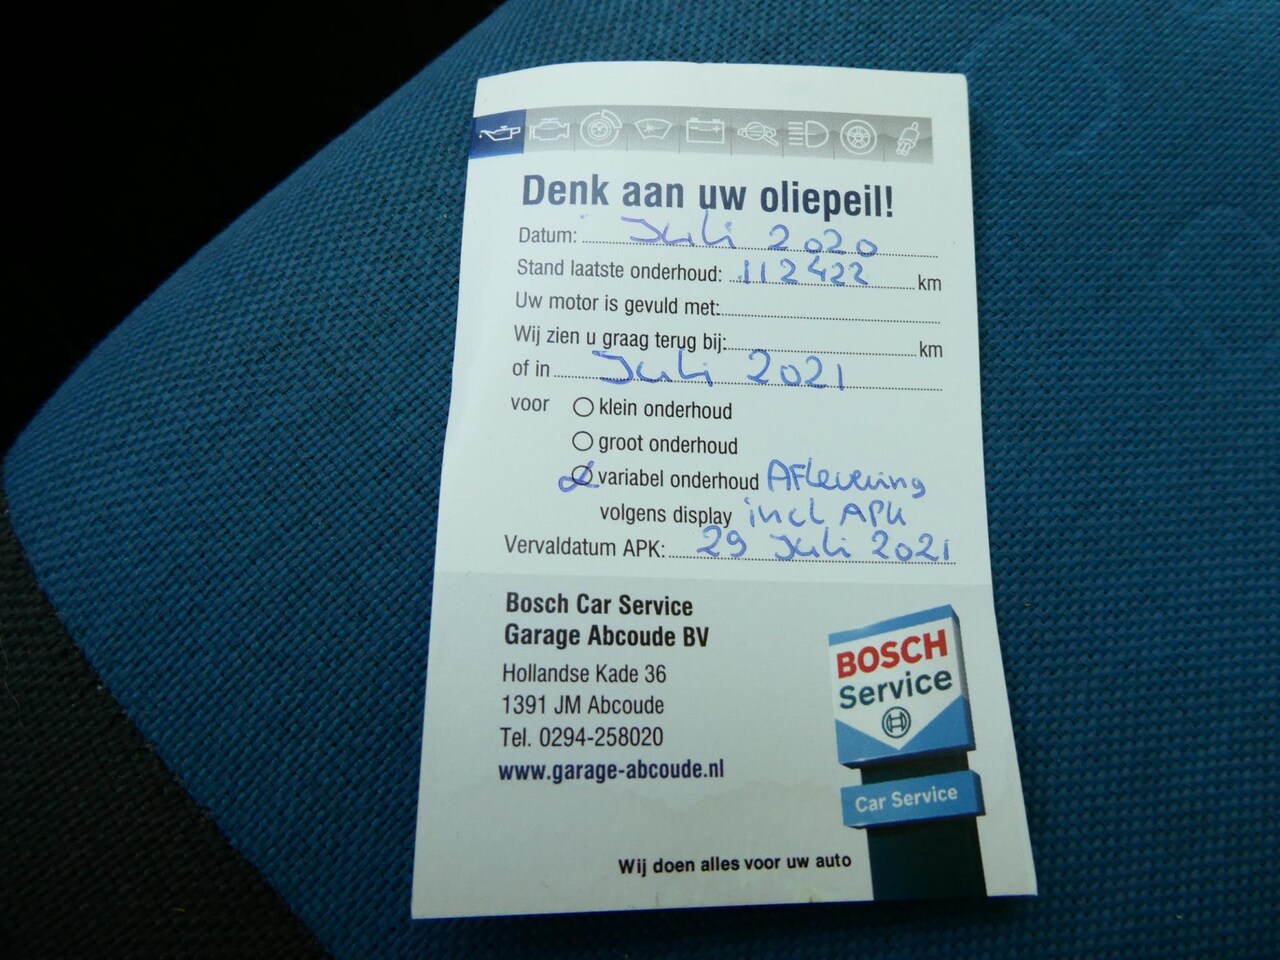 Denk aan uw oliepeil!
Datum: Juli 2020
Stand laatste onderhoud: 112422 km
Uw motor is gevuld met:
Wij zien u graag terug bij: km
of in Juli 2021
voor klein onderhoud
groot onderhoud
variabel onderhoud Aflevering
volgens display incl APK
Vervaldatum APK: 29 Juli 2021
Bosch Car Service
Garage Abcoude BV
Hollandse Kade 36
1391 JM Abcoude
Tel. 0294-258020
www.garage-abcoude.nl
BOSCH
Service
Car Service
Wij doen alles voor uw auto